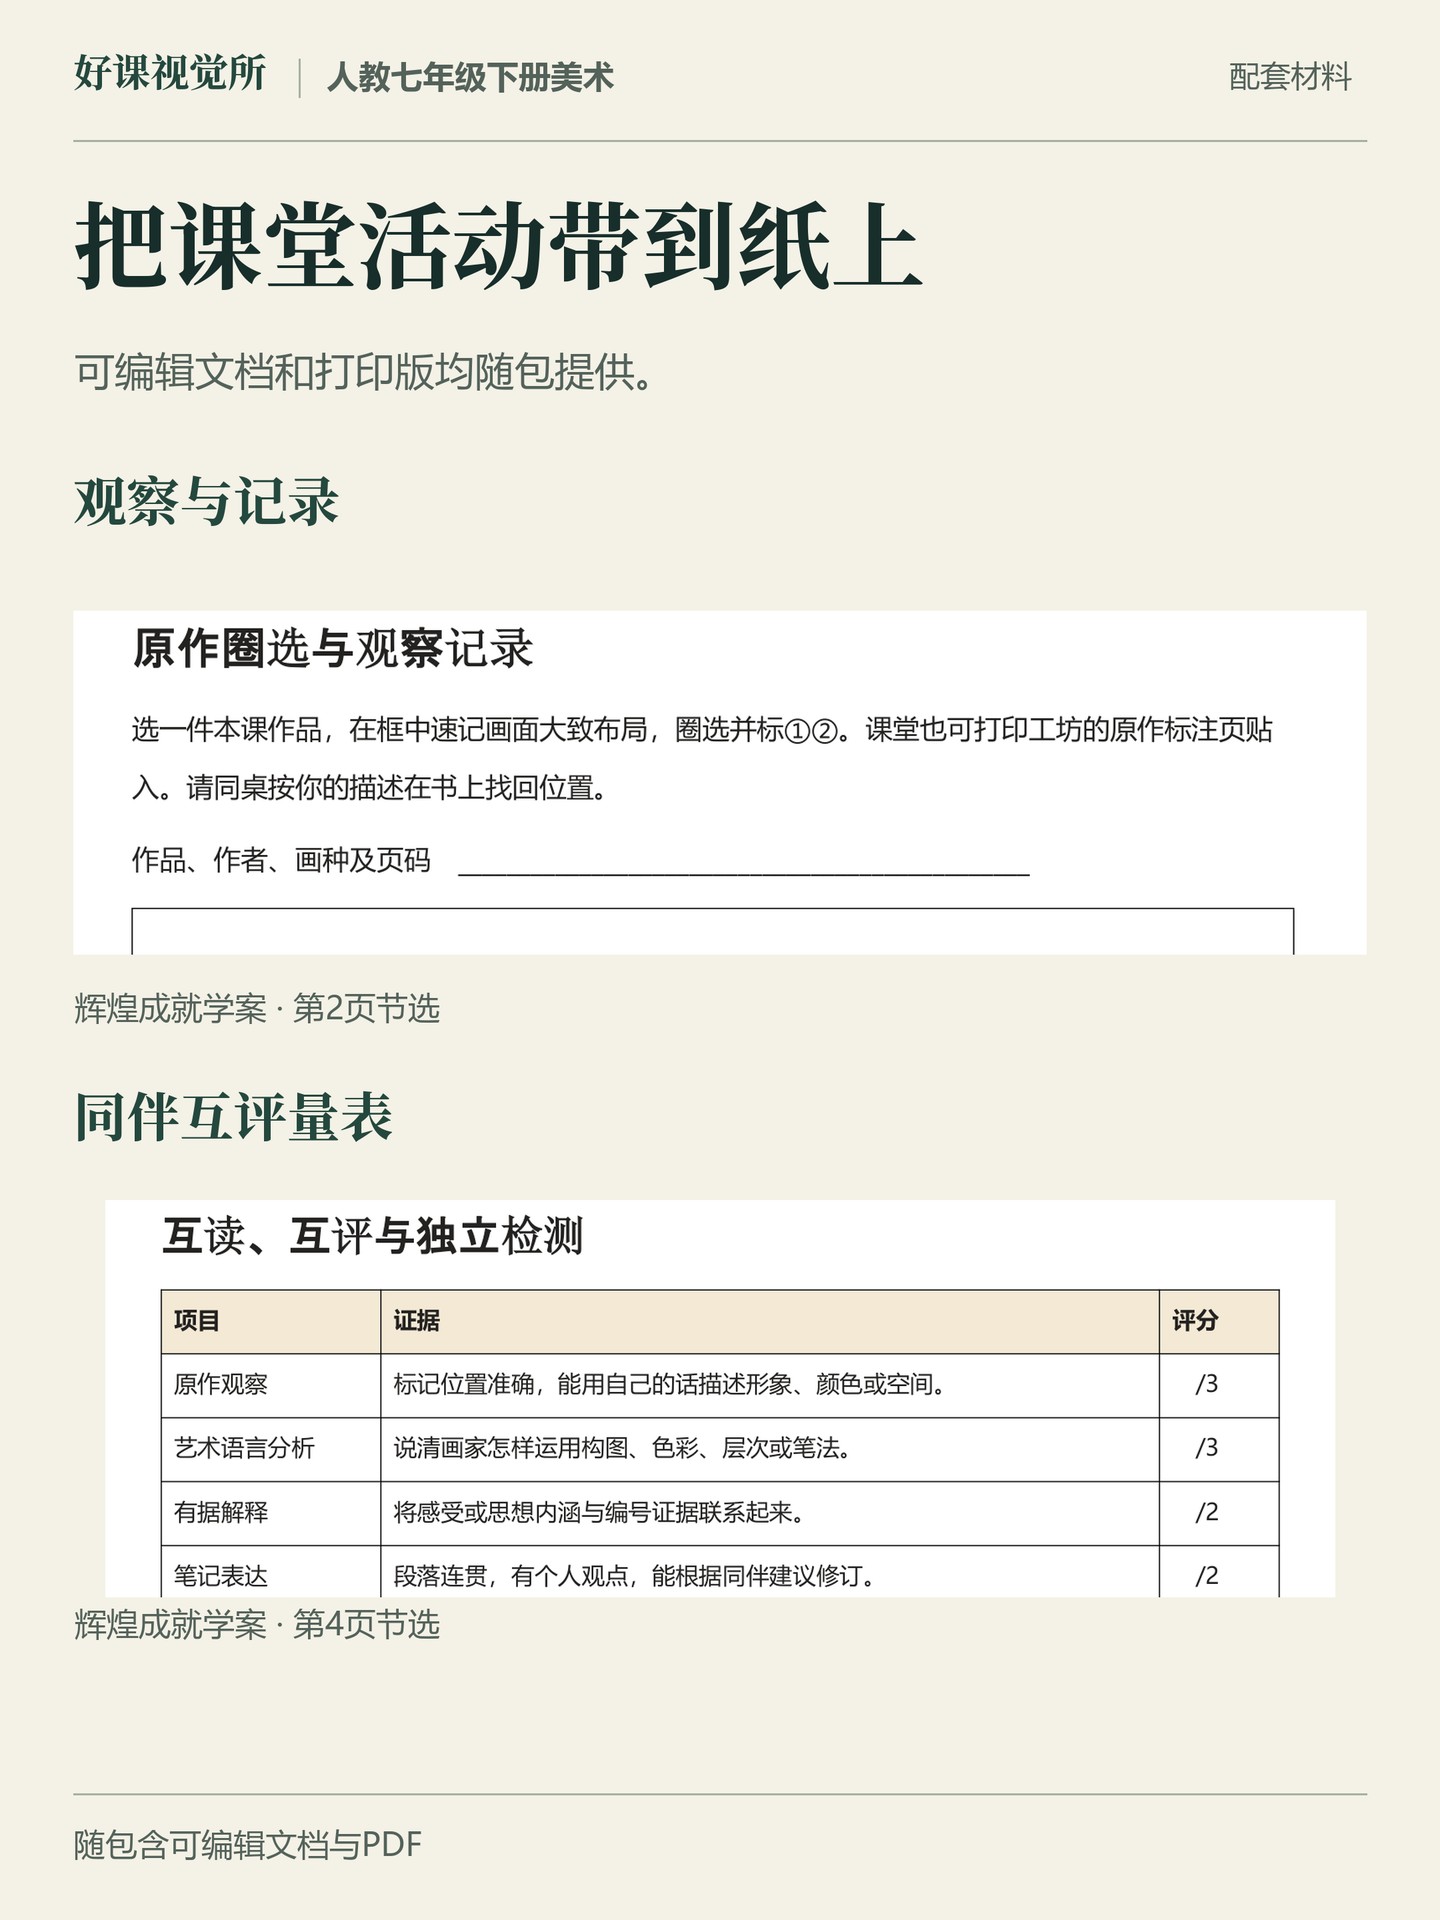 好课视觉所 人教七年级下册美术 配套材料
把课堂活动带到纸上
可编辑文档和打印版均随包提供。
观察与记录
原作圈选与观察记录
选一件本课作品，在框中速记画面大致布局，圈选并标①②。课堂也可打印工坊的原作标注页贴
入。请同桌按你的描述在书上找回位置。
作品、作者、画种及页码
辉煌成就学案 · 第2页节选
同伴互评量表
互读、互评与独立检测
项目 证据 评分
原作观察 标记位置准确，能用自己的话描述形象、颜色或空间。 /3
艺术语言分析 说清画家怎样运用构图、色彩、层次或笔法。 /3
有据解释 将感受或思想内涵与编号证据联系起来。 /2
笔记表达 段落连贯，有个人观点，能根据同伴建议修订。 /2
辉煌成就学案 · 第4页节选
随包含可编辑文档与PDF